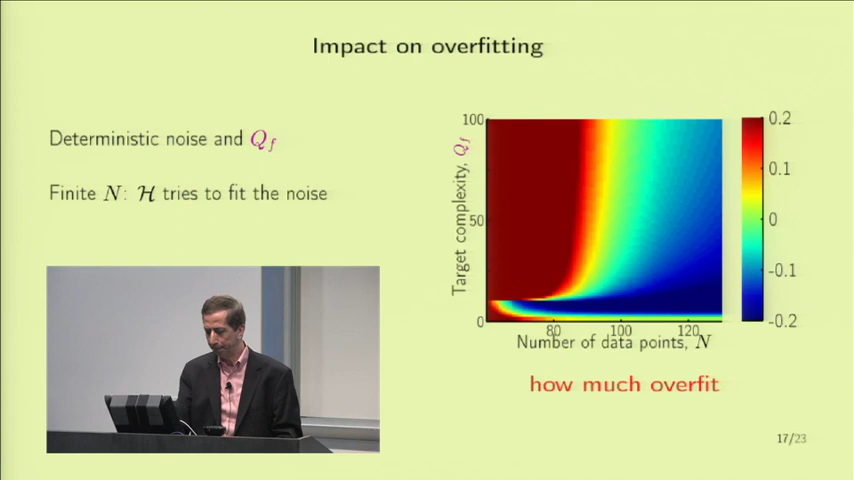 Impact on overfitting
Deterministic noise and Q_f
Finite N: ℋ tries to fit the noise
Target complexity, Q_f
100
50
0
80
100
120
Number of data points, N
0.2
0.1
0
-0.1
-0.2
how much overfit
17/23